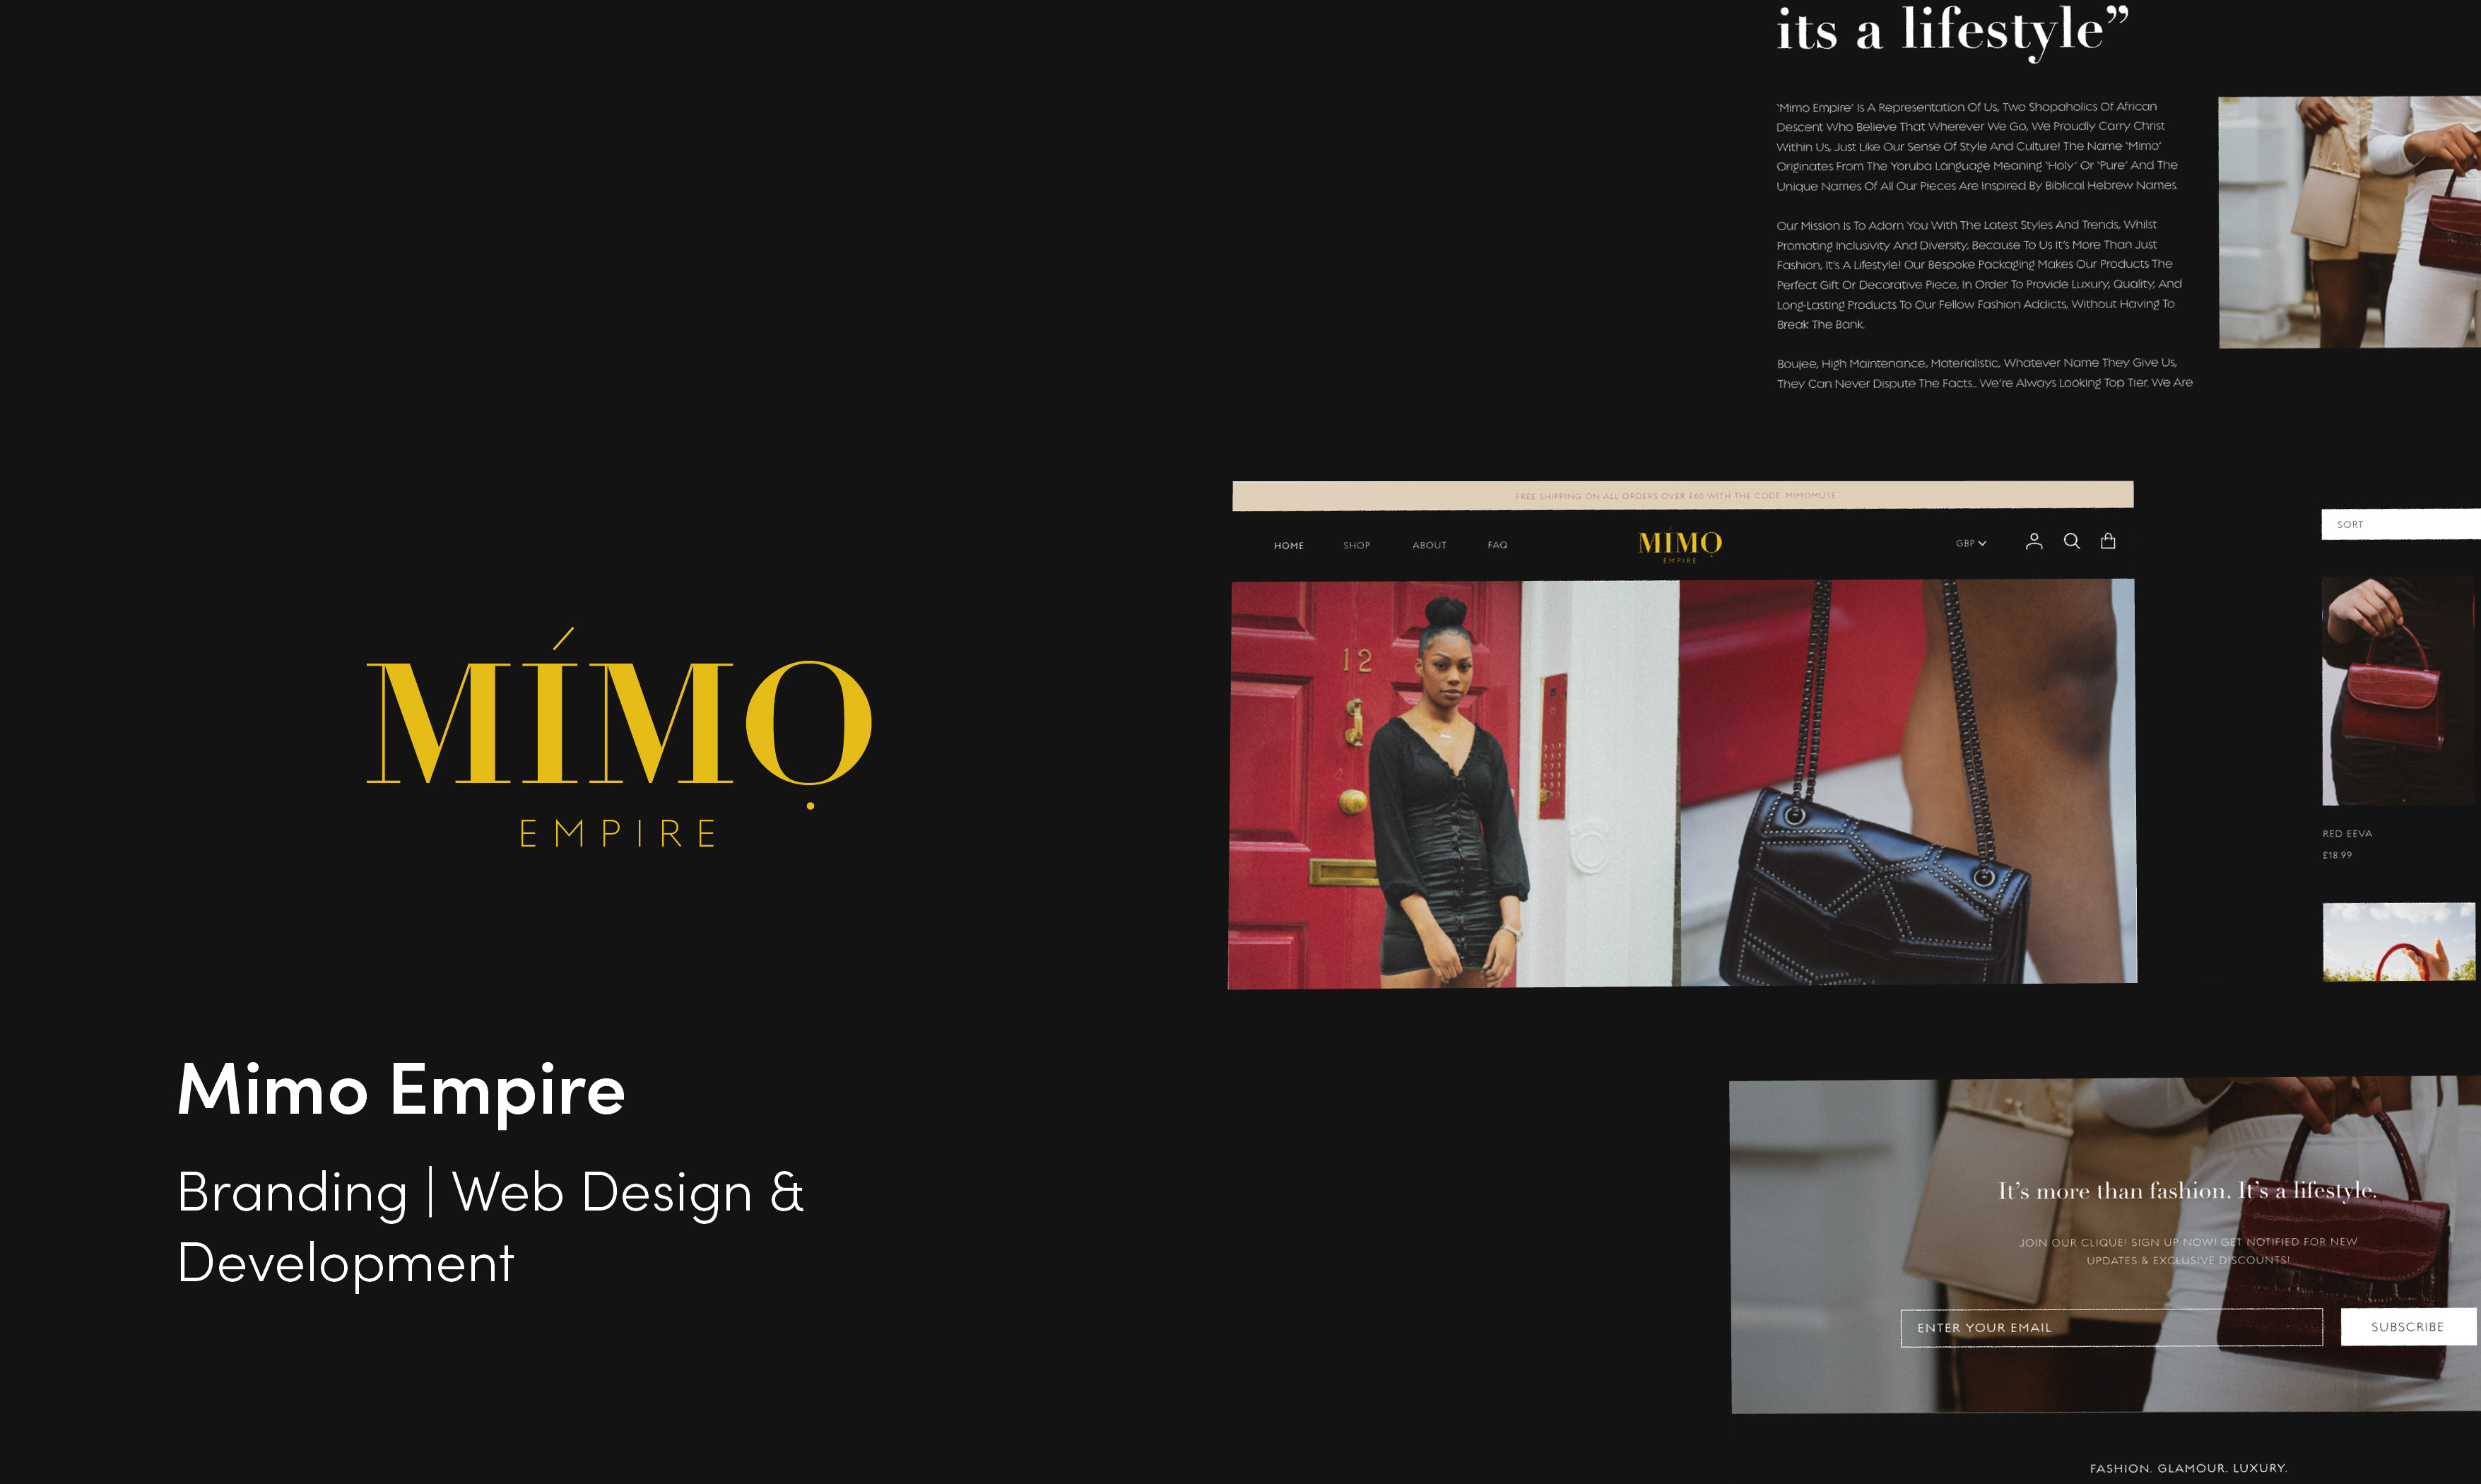 MÍMỌ
EMPIRE
Mimo Empire
Branding | Web Design &
Development
its a lifestyle”
‘Mimo Empire’ Is A Representation Of Us, Two Shopaholics Of African
Descent Who Believe That Wherever We Go, We Proudly Carry Christ
Within Us, Just Like Our Sense Of Style And Culture! The Name ‘Mimo’
Originates From The Yoruba Language Meaning ‘Holy’ Or ‘Pure’ And The
Unique Names Of All Our Pieces Are Inspired By Biblical Hebrew Names.
Our Mission Is To Adorn You With The Latest Styles And Trends, Whilst
Promoting Inclusivity And Diversity, Because To Us It’s More Than Just
Fashion, It’s A Lifestyle! Our Bespoke Packaging Makes Our Products The
Perfect Gift Or Decorative Piece, In Order To Provide Luxury, Quality, And
Long-Lasting Products To Our Fellow Fashion Addicts, Without Having To
Break The Bank.
Boujee, High Maintenance, Materialistic, Whatever Name They Give Us,
They Can Never Dispute The Facts... We’re Always Looking Top Tier. We Are
FREE SHIPPING ON ALL ORDERS OVER £60 WITH THE CODE: MIMOMUSE
HOME SHOP ABOUT FAQ
MÍMỌ
EMPIRE
GBP
12
SORT
RED EEVA
£18.99
It’s more than fashion. It’s a lifestyle.
JOIN OUR CLIQUE! SIGN UP NOW! GET NOTIFIED FOR NEW
UPDATES & EXCLUSIVE DISCOUNTS!
ENTER YOUR EMAIL
SUBSCRIBE
FASHION. GLAMOUR. LUXURY.